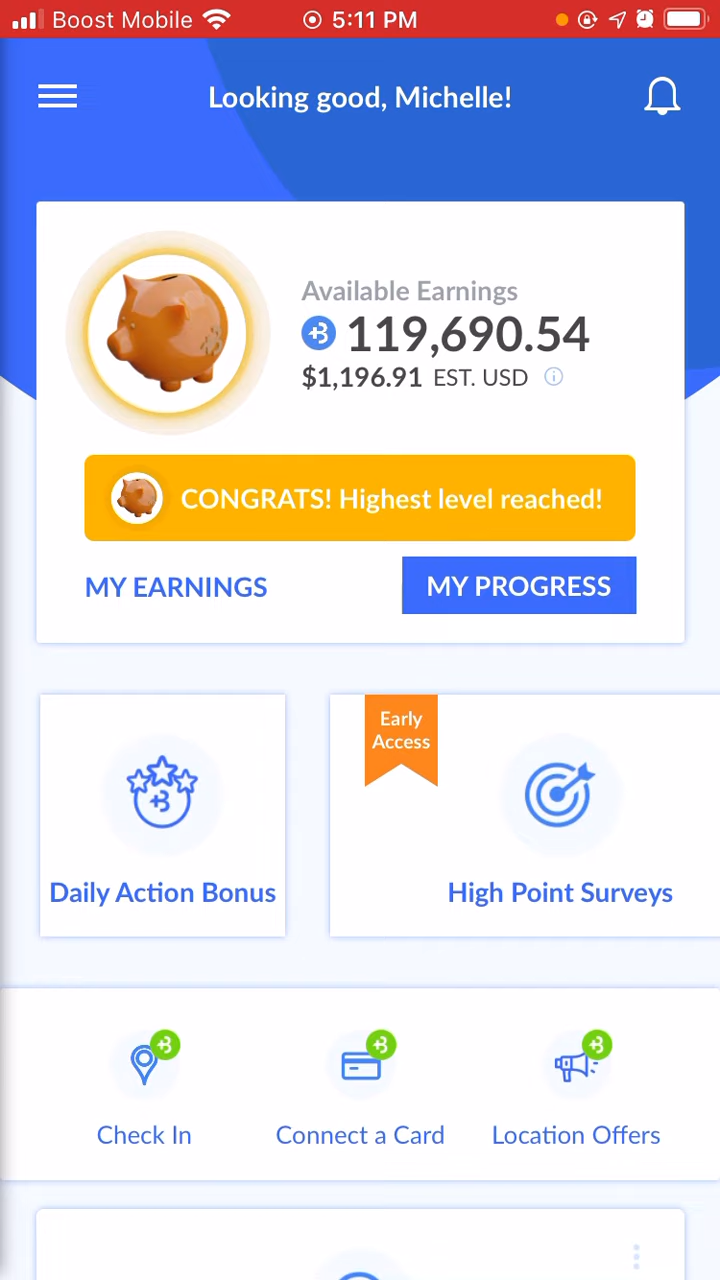 Boost Mobile 5:11 PM
Looking good, Michelle!
Available Earnings
119,690.54
$1,196.91 EST. USD
CONGRATS! Highest level reached!
MY EARNINGS MY PROGRESS
Early
Access
Daily Action Bonus High Point Surveys
Check In Connect a Card Location Offers